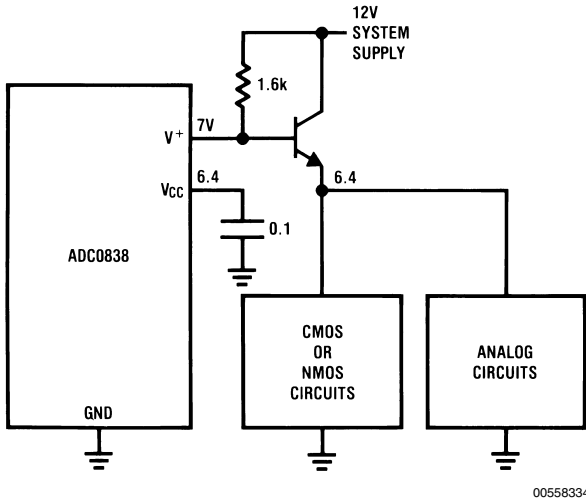 12V
SYSTEM
SUPPLY
1.6k
V+
7V
VCC
6.4
6.4
0.1
ADC0838
CMOS
OR
NMOS
CIRCUITS
ANALOG
CIRCUITS
GND
00558334